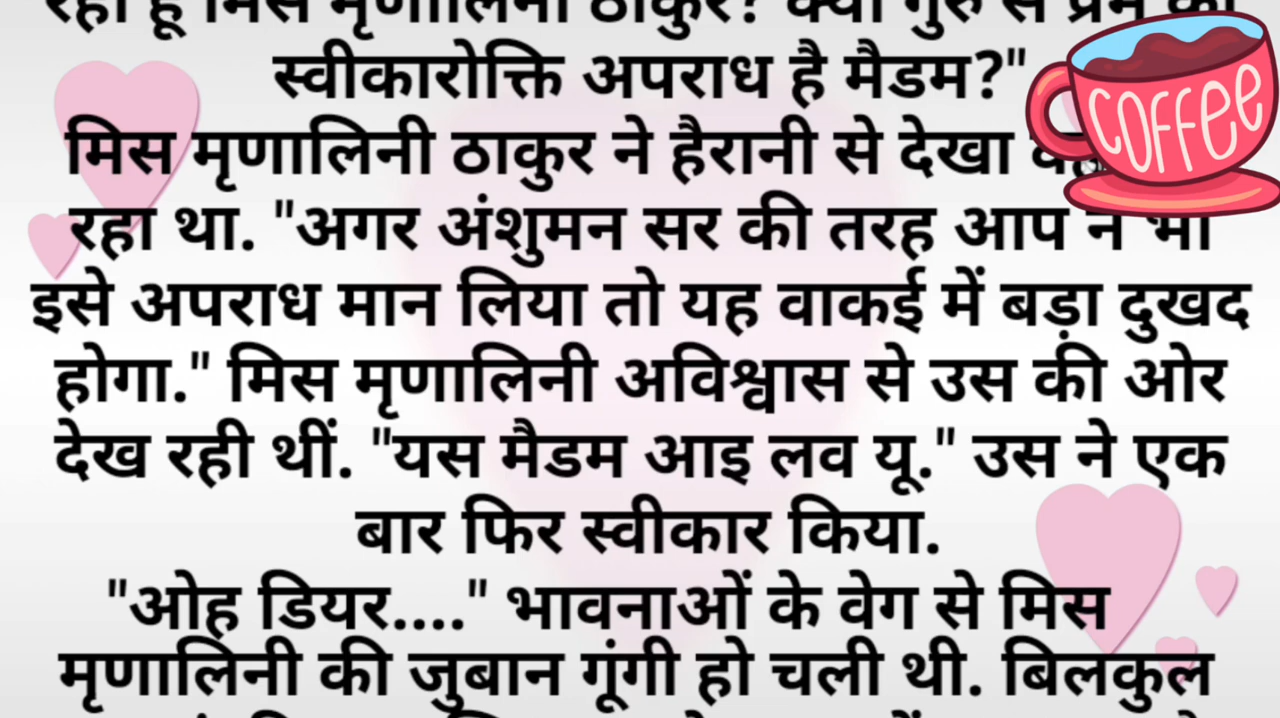 रहा हूं मिस मृणालिनी ठाकुर? क्या गुरु से प्रेम की
स्वीकारोक्ति अपराध है मैडम?"
COFFEE
मिस मृणालिनी ठाकुर ने हैरानी से देखा
रहा था. "अगर अंशुमन सर की तरह आप ने भी
इसे अपराध मान लिया तो यह वाकई में बड़ा दुखद
होगा." मिस मृणालिनी अविश्वास से उस की ओर
देख रही थीं. "यस मैडम आइ लव यू." उस ने एक
बार फिर स्वीकार किया.
"ओह डियर...." भावनाओं के वेग से मिस
मृणालिनी की जुबान गूंगी हो चली थी. बिलकुल